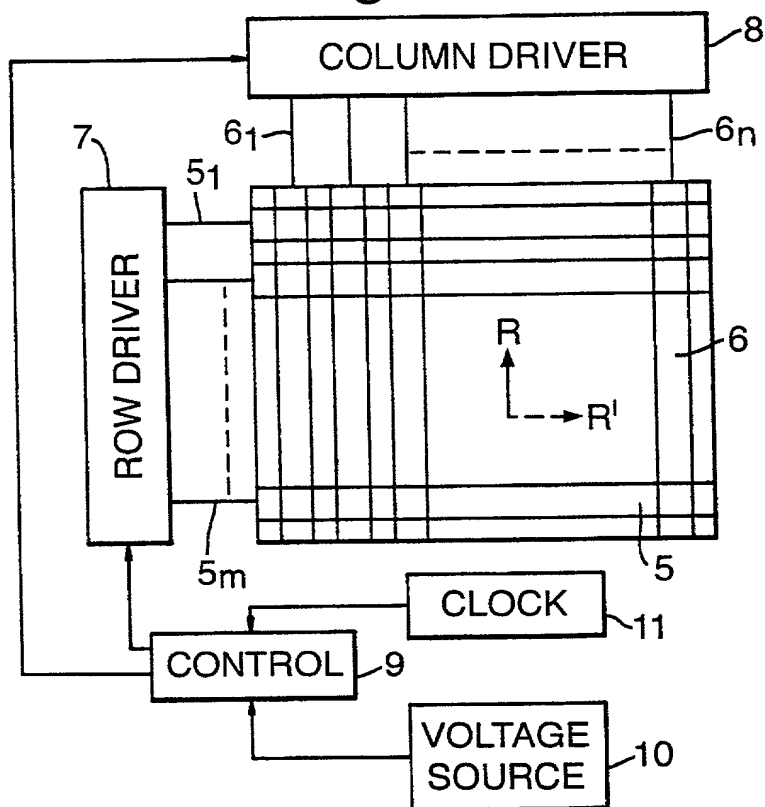 COLUMN DRIVER
8
6₁
6ₙ
7
5₁
ROW DRIVER
R
R'
6
5ₘ
5
CLOCK
11
CONTROL
9
VOLTAGE
SOURCE
10